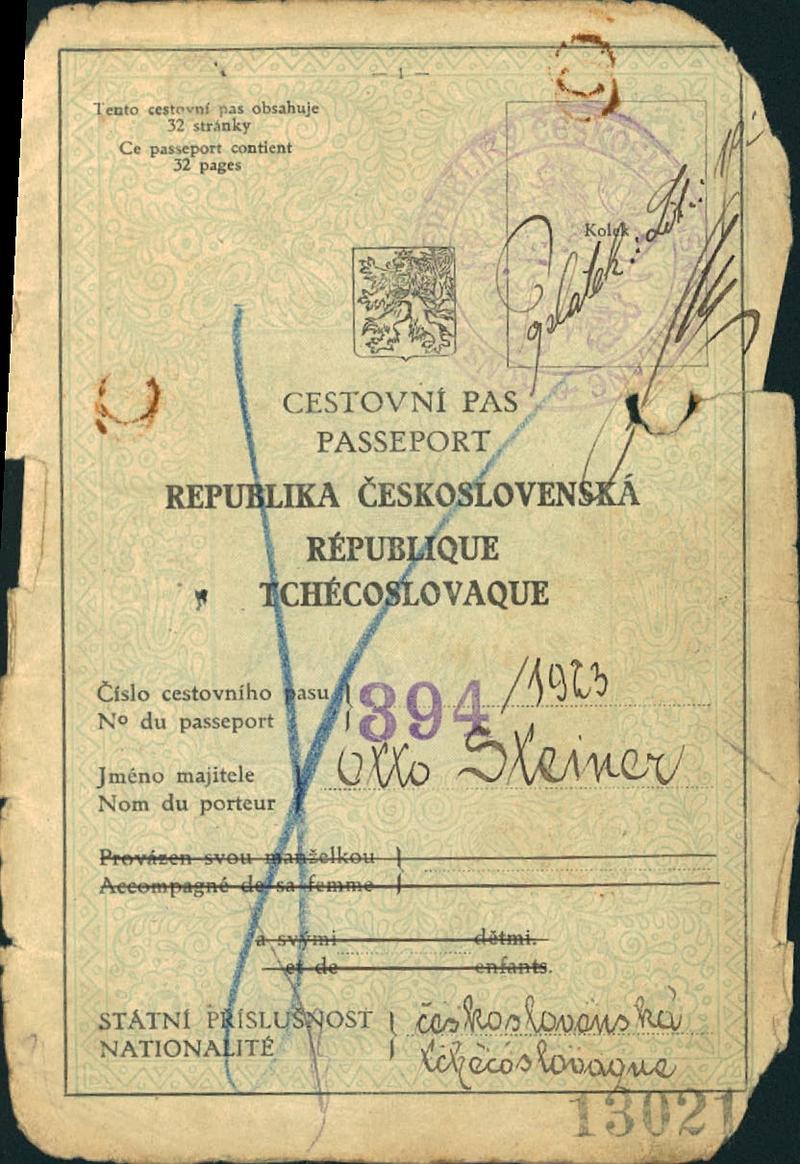 — 1 —
Tento cestovní pas obsahuje
32 stránky
Ce passeport contient
32 pages
Kolek
CESTOVNÍ PAS
PASSEPORT
REPUBLIKA ČESKOSLOVENSKÁ
RÉPUBLIQUE
TCHÉCOSLOVAQUE
Číslo cestovního pasu
Nº du passeport
394/1923
Jméno majitele
Nom du porteur
Otto Steiner
Provázen svou manželkou
Accompagné de sa femme
a svými dětmi.
et de enfants.
STÁTNÍ PŘÍSLUŠNOST československá
NATIONALITÉ tchécoslovaque
13021